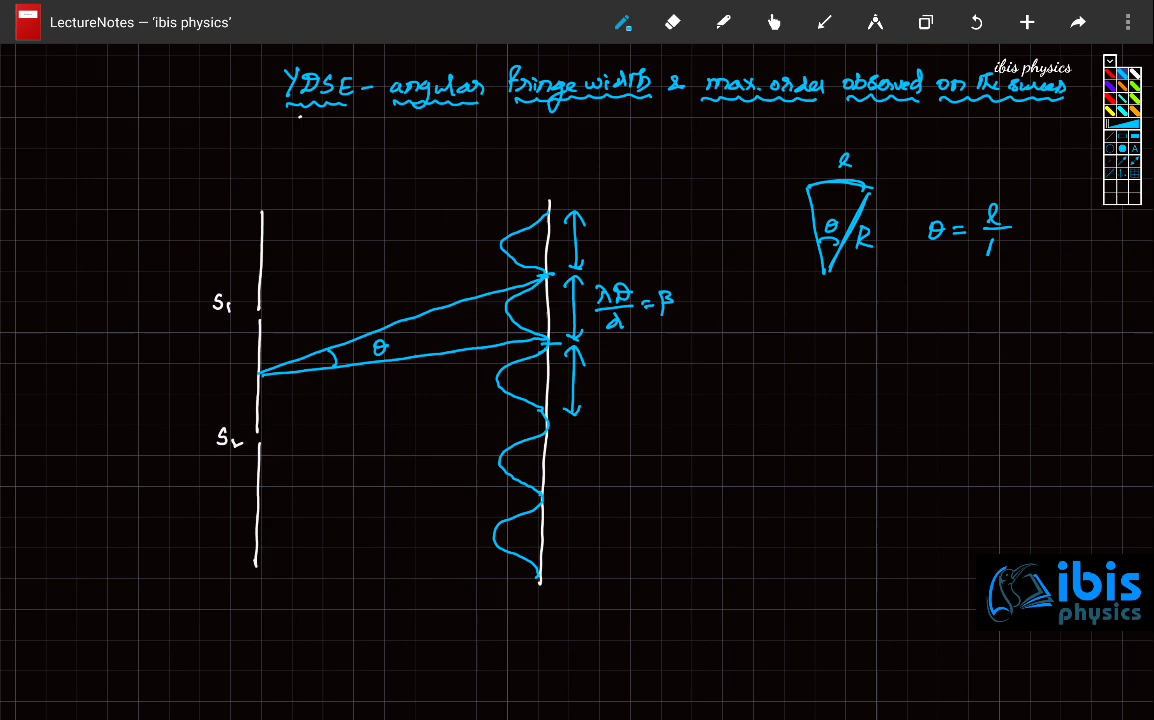 LectureNotes — ‘ibis physics’
ibis physics
YDSE - angular fringe width & max. order observed on the screen
l
θ
R
θ = l
S₁
θ
λD/d = β
S₂
A
ibis
physics